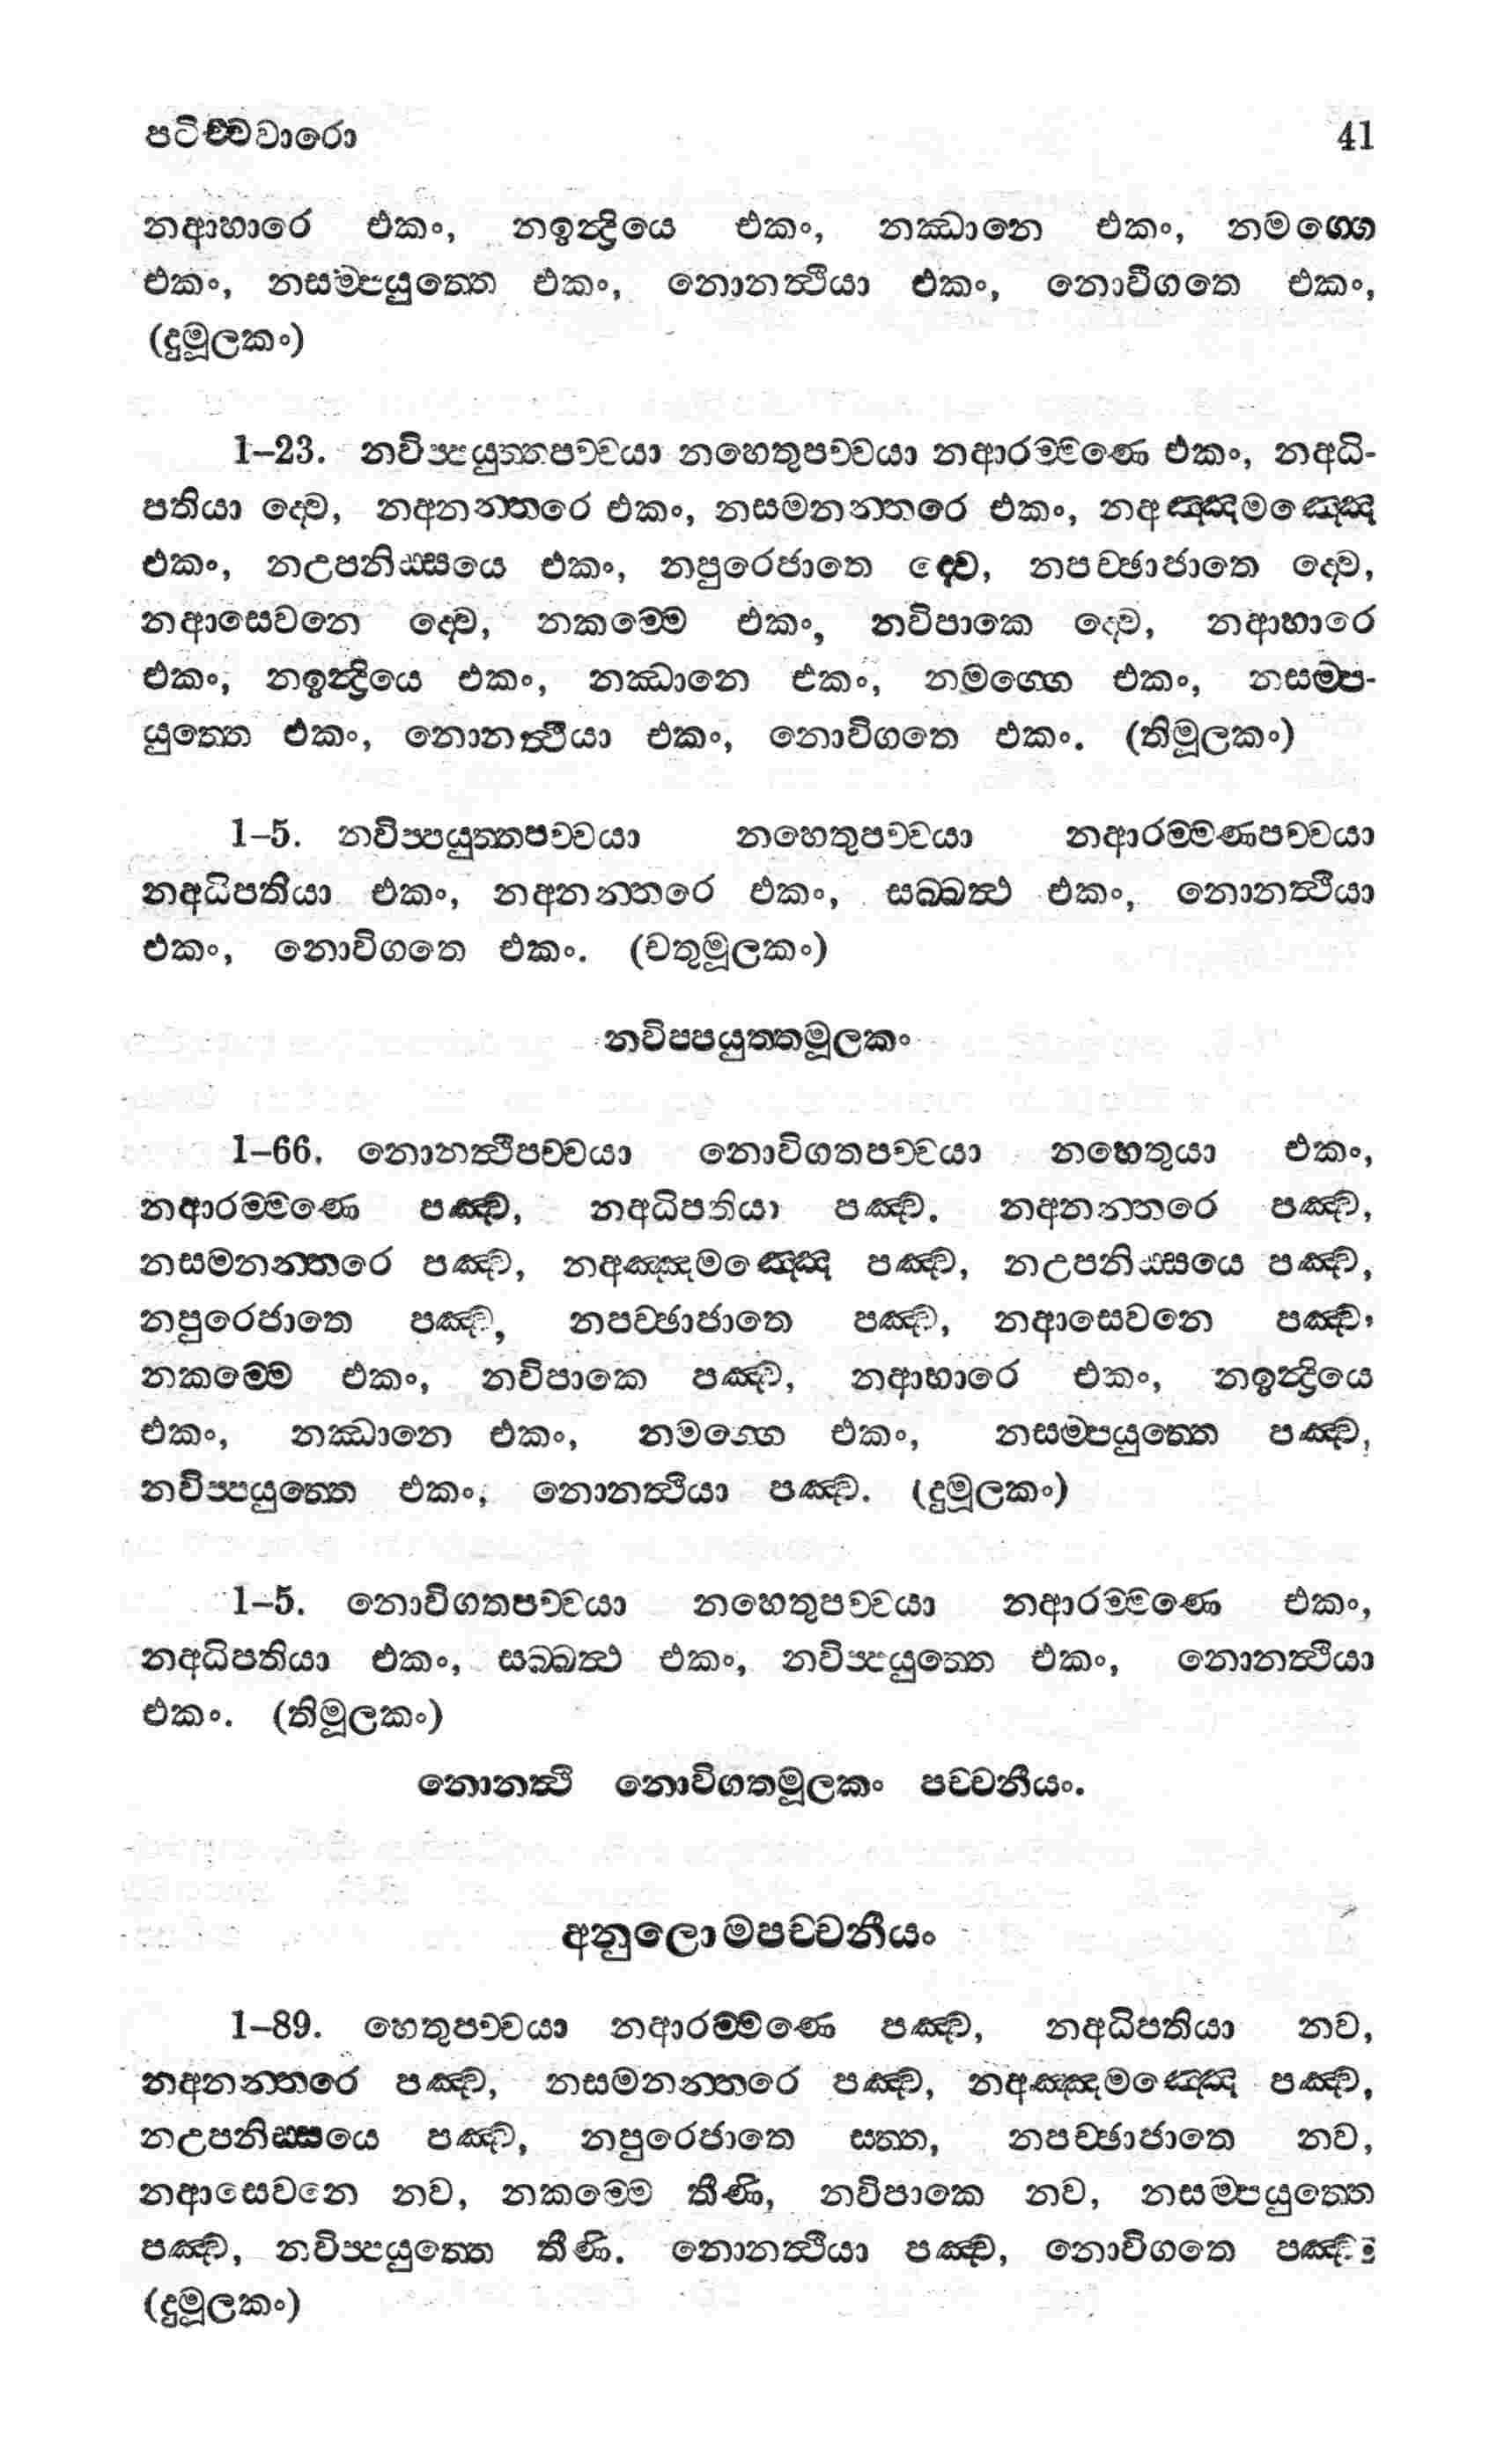 පටිච්චවාරො 41
නආහාරෙ එකං, නඉන්ද්‍රියෙ එකං, නඣානෙ එකං, නමග්ගෙ
එකං, නසම්පයුත්තෙ එකං, නොනත්ථියා එකං, නොවිගතෙ එකං,
(දුමූලකං)
1–23. නවිප්පයුත්තපච්චයා නහෙතුපච්චයා නආරම්මණෙ එකං, නඅධි-
පතියා ද්වෙ, නඅනන්තරෙ එකං, නසමනන්තරෙ එකං, නඅඤ්ඤමඤ්ඤෙ
එකං, නඋපනිස්සයෙ එකං, නපුරෙජාතෙ ද්වෙ, නපච්ඡාජාතෙ ද්වෙ,
නආසෙවනෙ ද්වෙ, නකම්මෙ එකං, නවිපාකෙ ද්වෙ, නආහාරෙ
එකං, නඉන්ද්‍රියෙ එකං, නඣානෙ එකං, නමග්ගෙ එකං, නසම්ප-
යුත්තෙ එකං, නොනත්ථියා එකං, නොවිගතෙ එකං. (තිමූලකං)
1–5. නවිප්පයුත්තපච්චයා නහෙතුපච්චයා නආරම්මණපච්චයා
නඅධිපතියා එකං, නඅනන්තරෙ එකං, සබ්බත්ථ එකං, නොනත්ථියා
එකං, නොවිගතෙ එකං. (චතුමූලකං)
නවිප්පයුත්තමූලකං
1–66. නොනත්ථිපච්චයා නොවිගතපච්චයා නහෙතුයා එකං,
නආරම්මණෙ පඤ්ච, නඅධිපතියා පඤ්ච. නඅනන්තරෙ පඤ්ච,
නසමනන්තරෙ පඤ්ච, නඅඤ්ඤමඤ්ඤෙ පඤ්ච, නඋපනිස්සයෙ පඤ්ච,
නපුරෙජාතෙ පඤ්ච, නපච්ඡාජාතෙ පඤ්ච, නආසෙවනෙ පඤ්ච,
නකම්මෙ එකං, නවිපාකෙ පඤ්ච, නආහාරෙ එකං, නඉන්ද්‍රියෙ
එකං, නඣානෙ එකං, නමග්ගෙ එකං, නසම්පයුත්තෙ පඤ්ච,
නවිප්පයුත්තෙ එකං, නොනත්ථියා පඤ්ච. (දුමූලකං)
1–5. නොවිගතපච්චයා නහෙතුපච්චයා නආරම්මණෙ එකං,
නඅධිපතියා එකං, සබ්බත්ථ එකං, නවිප්පයුත්තෙ එකං, නොනත්ථියා
එකං. (තිමූලකං)
නොනත්ථි නොවිගතමූලකං පච්චනීයං.
අනුලොමපච්චනීයං
1–89. හෙතුපච්චයා නආරම්මණෙ පඤ්ච, නඅධිපතියා නව,
නඅනන්තරෙ පඤ්ච, නසමනන්තරෙ පඤ්ච, නඅඤ්ඤමඤ්ඤෙ පඤ්ච,
නඋපනිස්සයෙ පඤ්ච, නපුරෙජාතෙ සත්ත, නපච්ඡාජාතෙ නව,
නආසෙවනෙ නව, නකම්මෙ තීණි, නවිපාකෙ නව, නසම්පයුත්තෙ
පඤ්ච, නවිප්පයුත්තෙ තීණි. නොනත්ථියා පඤ්ච, නොවිගතෙ පඤ්ච
(දුමූලකං)